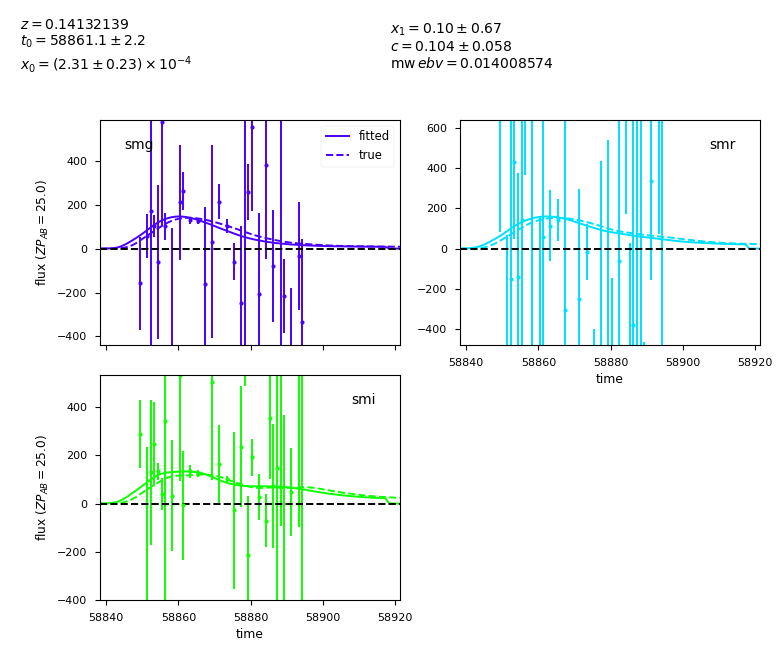 z = 0.14132139
t₀ = 58861.1 ± 2.2
x₀ = (2.31 ± 0.23) × 10⁻⁴
x₁ = 0.10 ± 0.67
c = 0.104 ± 0.058
mw ebv = 0.014008574
smg
fitted
true
flux (ZP_AB = 25.0)
400
200
0
−200
−400
smr
600
400
200
0
−200
−400
58840 58860 58880 58900 58920
time
smi
flux (ZP_AB = 25.0)
400
200
0
−200
−400
58840 58860 58880 58900 58920
time